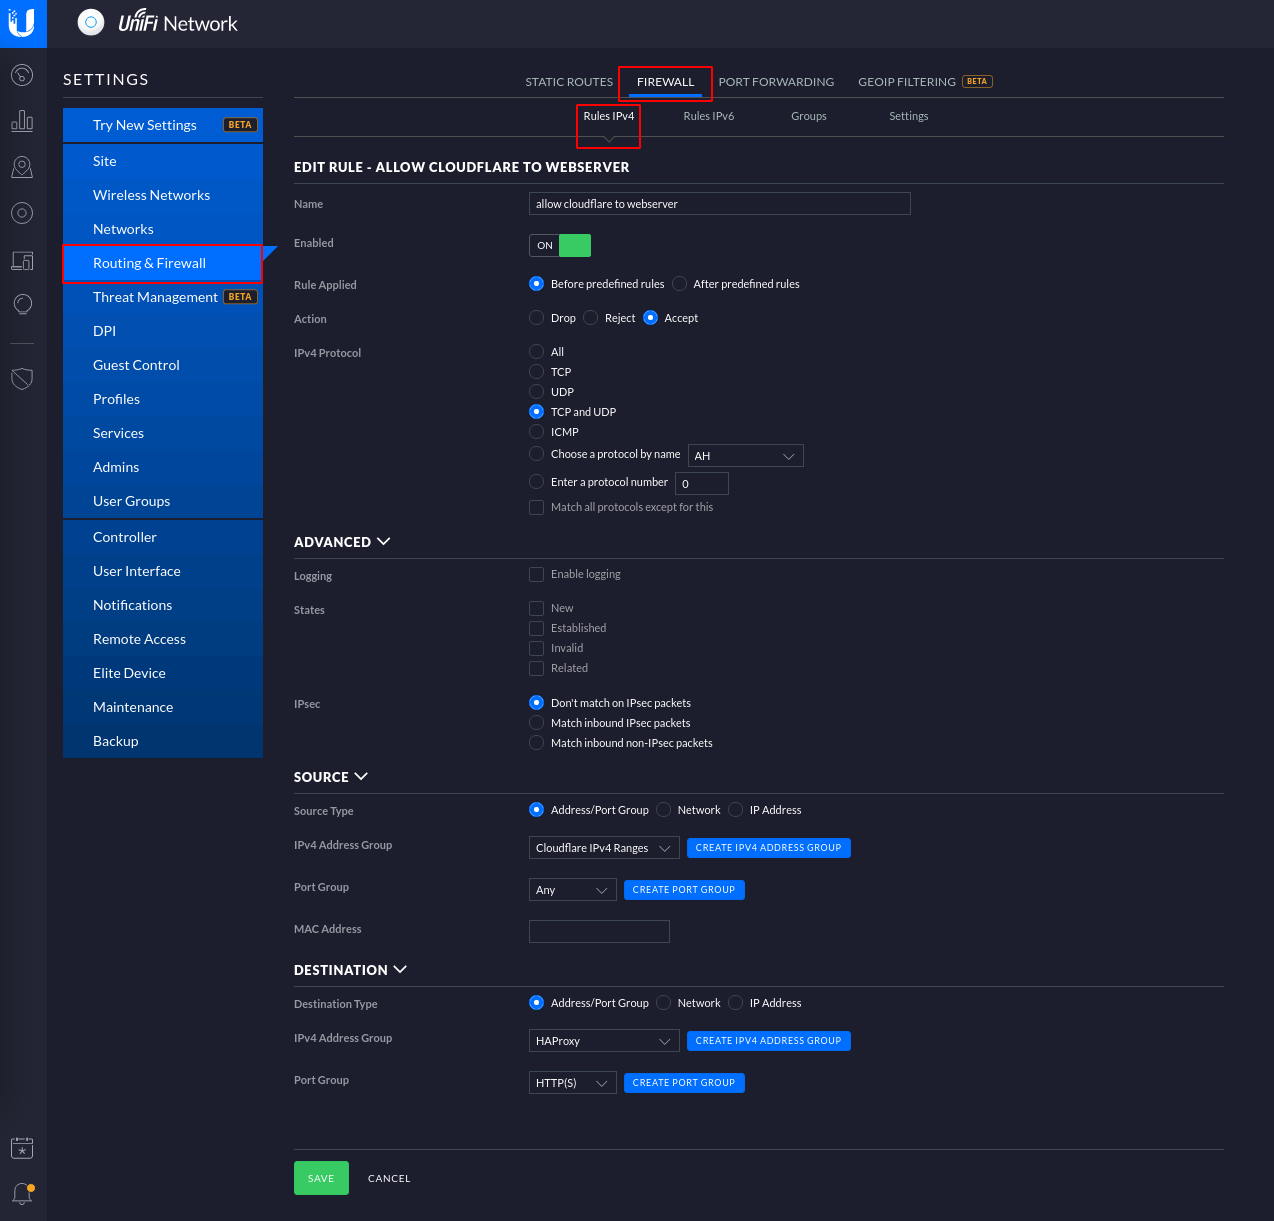 UniFi Network
SETTINGS
Try New Settings BETA
Site
Wireless Networks
Networks
Routing & Firewall
Threat Management BETA
DPI
Guest Control
Profiles
Services
Admins
User Groups
Controller
User Interface
Notifications
Remote Access
Elite Device
Maintenance
Backup
STATIC ROUTES FIREWALL PORT FORWARDING GEOIP FILTERING BETA
Rules IPv4 Rules IPv6 Groups Settings
EDIT RULE - ALLOW CLOUDFLARE TO WEBSERVER
Name allow cloudflare to webserver
Enabled ON
Rule Applied Before predefined rules After predefined rules
Action Drop Reject Accept
IPv4 Protocol All
TCP
UDP
TCP and UDP
ICMP
Choose a protocol by name AH
Enter a protocol number 0
Match all protocols except for this
ADVANCED
Logging Enable logging
States New
Established
Invalid
Related
IPsec Don't match on IPsec packets
Match inbound IPsec packets
Match inbound non-IPsec packets
SOURCE
Source Type Address/Port Group Network IP Address
IPv4 Address Group Cloudflare IPv4 Ranges CREATE IPV4 ADDRESS GROUP
Port Group Any CREATE PORT GROUP
MAC Address
DESTINATION
Destination Type Address/Port Group Network IP Address
IPv4 Address Group HAProxy CREATE IPV4 ADDRESS GROUP
Port Group HTTP(S) CREATE PORT GROUP
SAVE CANCEL